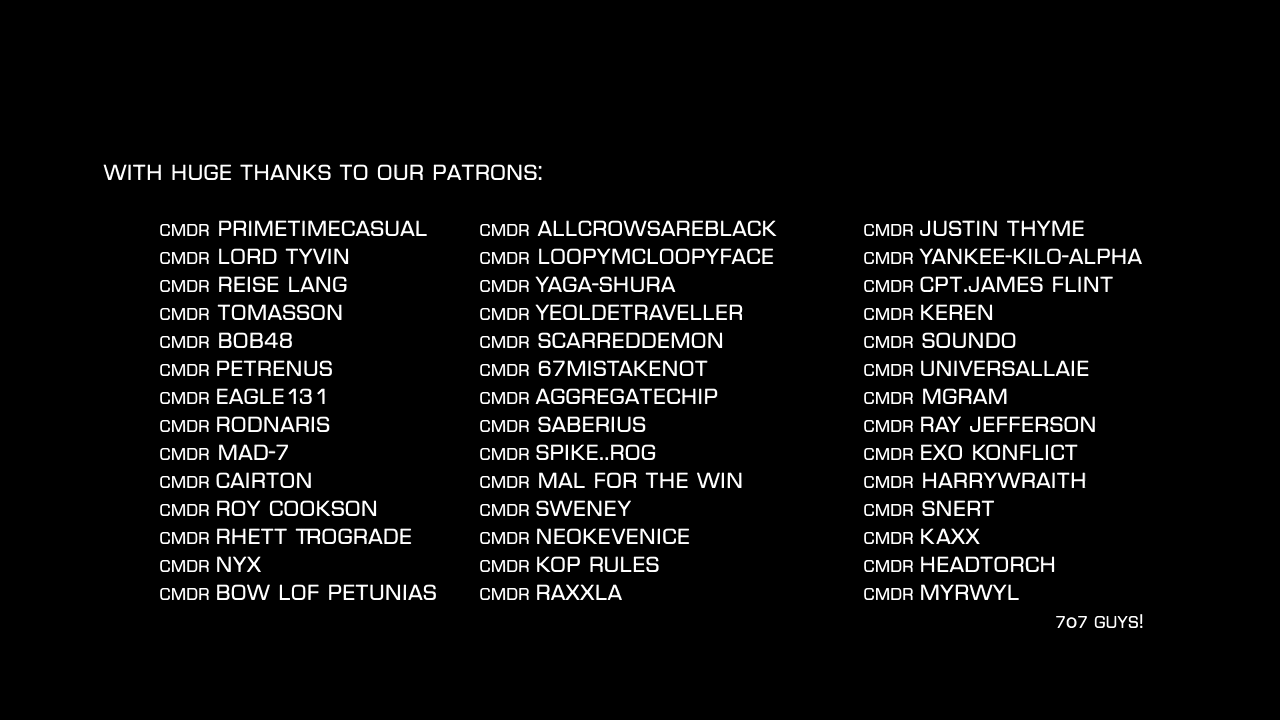 WITH HUGE THANKS TO OUR PATRONS:
CMDR PRIMETIMECASUAL
CMDR LORD TYVIN
CMDR REISE LANG
CMDR TOMASSON
CMDR BOB48
CMDR PETRENUS
CMDR EAGLE131
CMDR RODNARIS
CMDR MAD-7
CMDR CAIRTON
CMDR ROY COOKSON
CMDR RHETT TROGRADE
CMDR NYX
CMDR BOW LOF PETUNIAS
CMDR ALLCROWSAREBLACK
CMDR LOOPYMCLOOPYFACE
CMDR YAGA-SHURA
CMDR YEOLDETRAVELLER
CMDR SCARREDDEMON
CMDR 67MISTAKENOT
CMDR AGGREGATECHIP
CMDR SABERIUS
CMDR SPIKE..ROG
CMDR MAL FOR THE WIN
CMDR SWENEY
CMDR NEOKEVENICE
CMDR KOP RULES
CMDR RAXXLA
CMDR JUSTIN THYME
CMDR YANKEE-KILO-ALPHA
CMDR CPT.JAMES FLINT
CMDR KEREN
CMDR SOUNDO
CMDR UNIVERSALLAIE
CMDR MGRAM
CMDR RAY JEFFERSON
CMDR EXO KONFLICT
CMDR HARRYWRAITH
CMDR SNERT
CMDR KAXX
CMDR HEADTORCH
CMDR MYRWYL
7o7 GUYS!